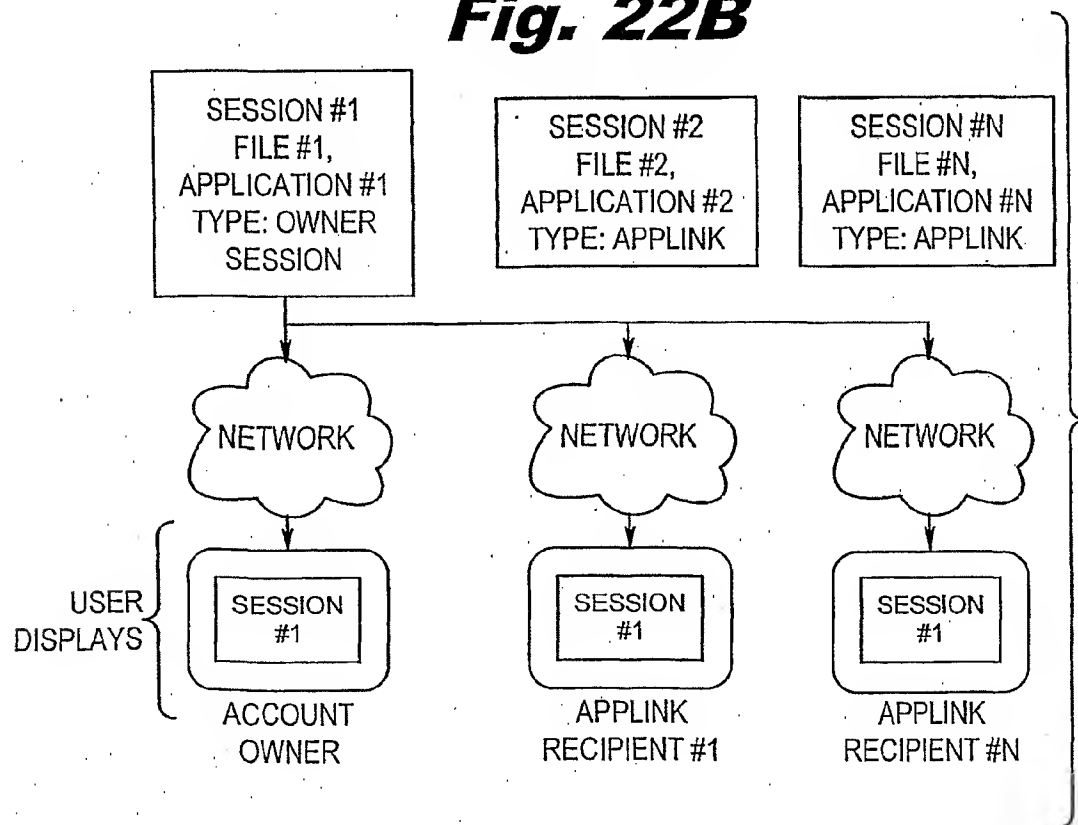 Fig. 22B
SESSION #1
FILE #1,
APPLICATION #1
TYPE: OWNER
SESSION
SESSION #2
FILE #2,
APPLICATION #2
TYPE: APPLINK
SESSION #N
FILE #N,
APPLICATION #N
TYPE: APPLINK
NETWORK
NETWORK
NETWORK
USER
DISPLAYS
SESSION
#1
SESSION
#1
SESSION
#1
ACCOUNT
OWNER
APPLINK
RECIPIENT #1
APPLINK
RECIPIENT #N